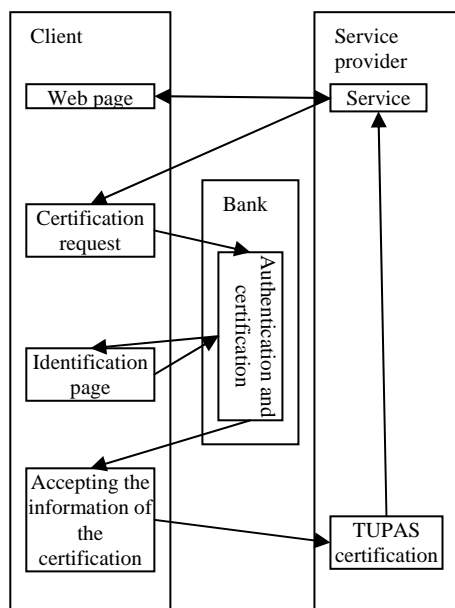 Client
Service
provider
Web page
Service
Certification
request
Bank
Authentication and
certification
Identification
page
Accepting the
information of
the
certification
TUPAS
certification